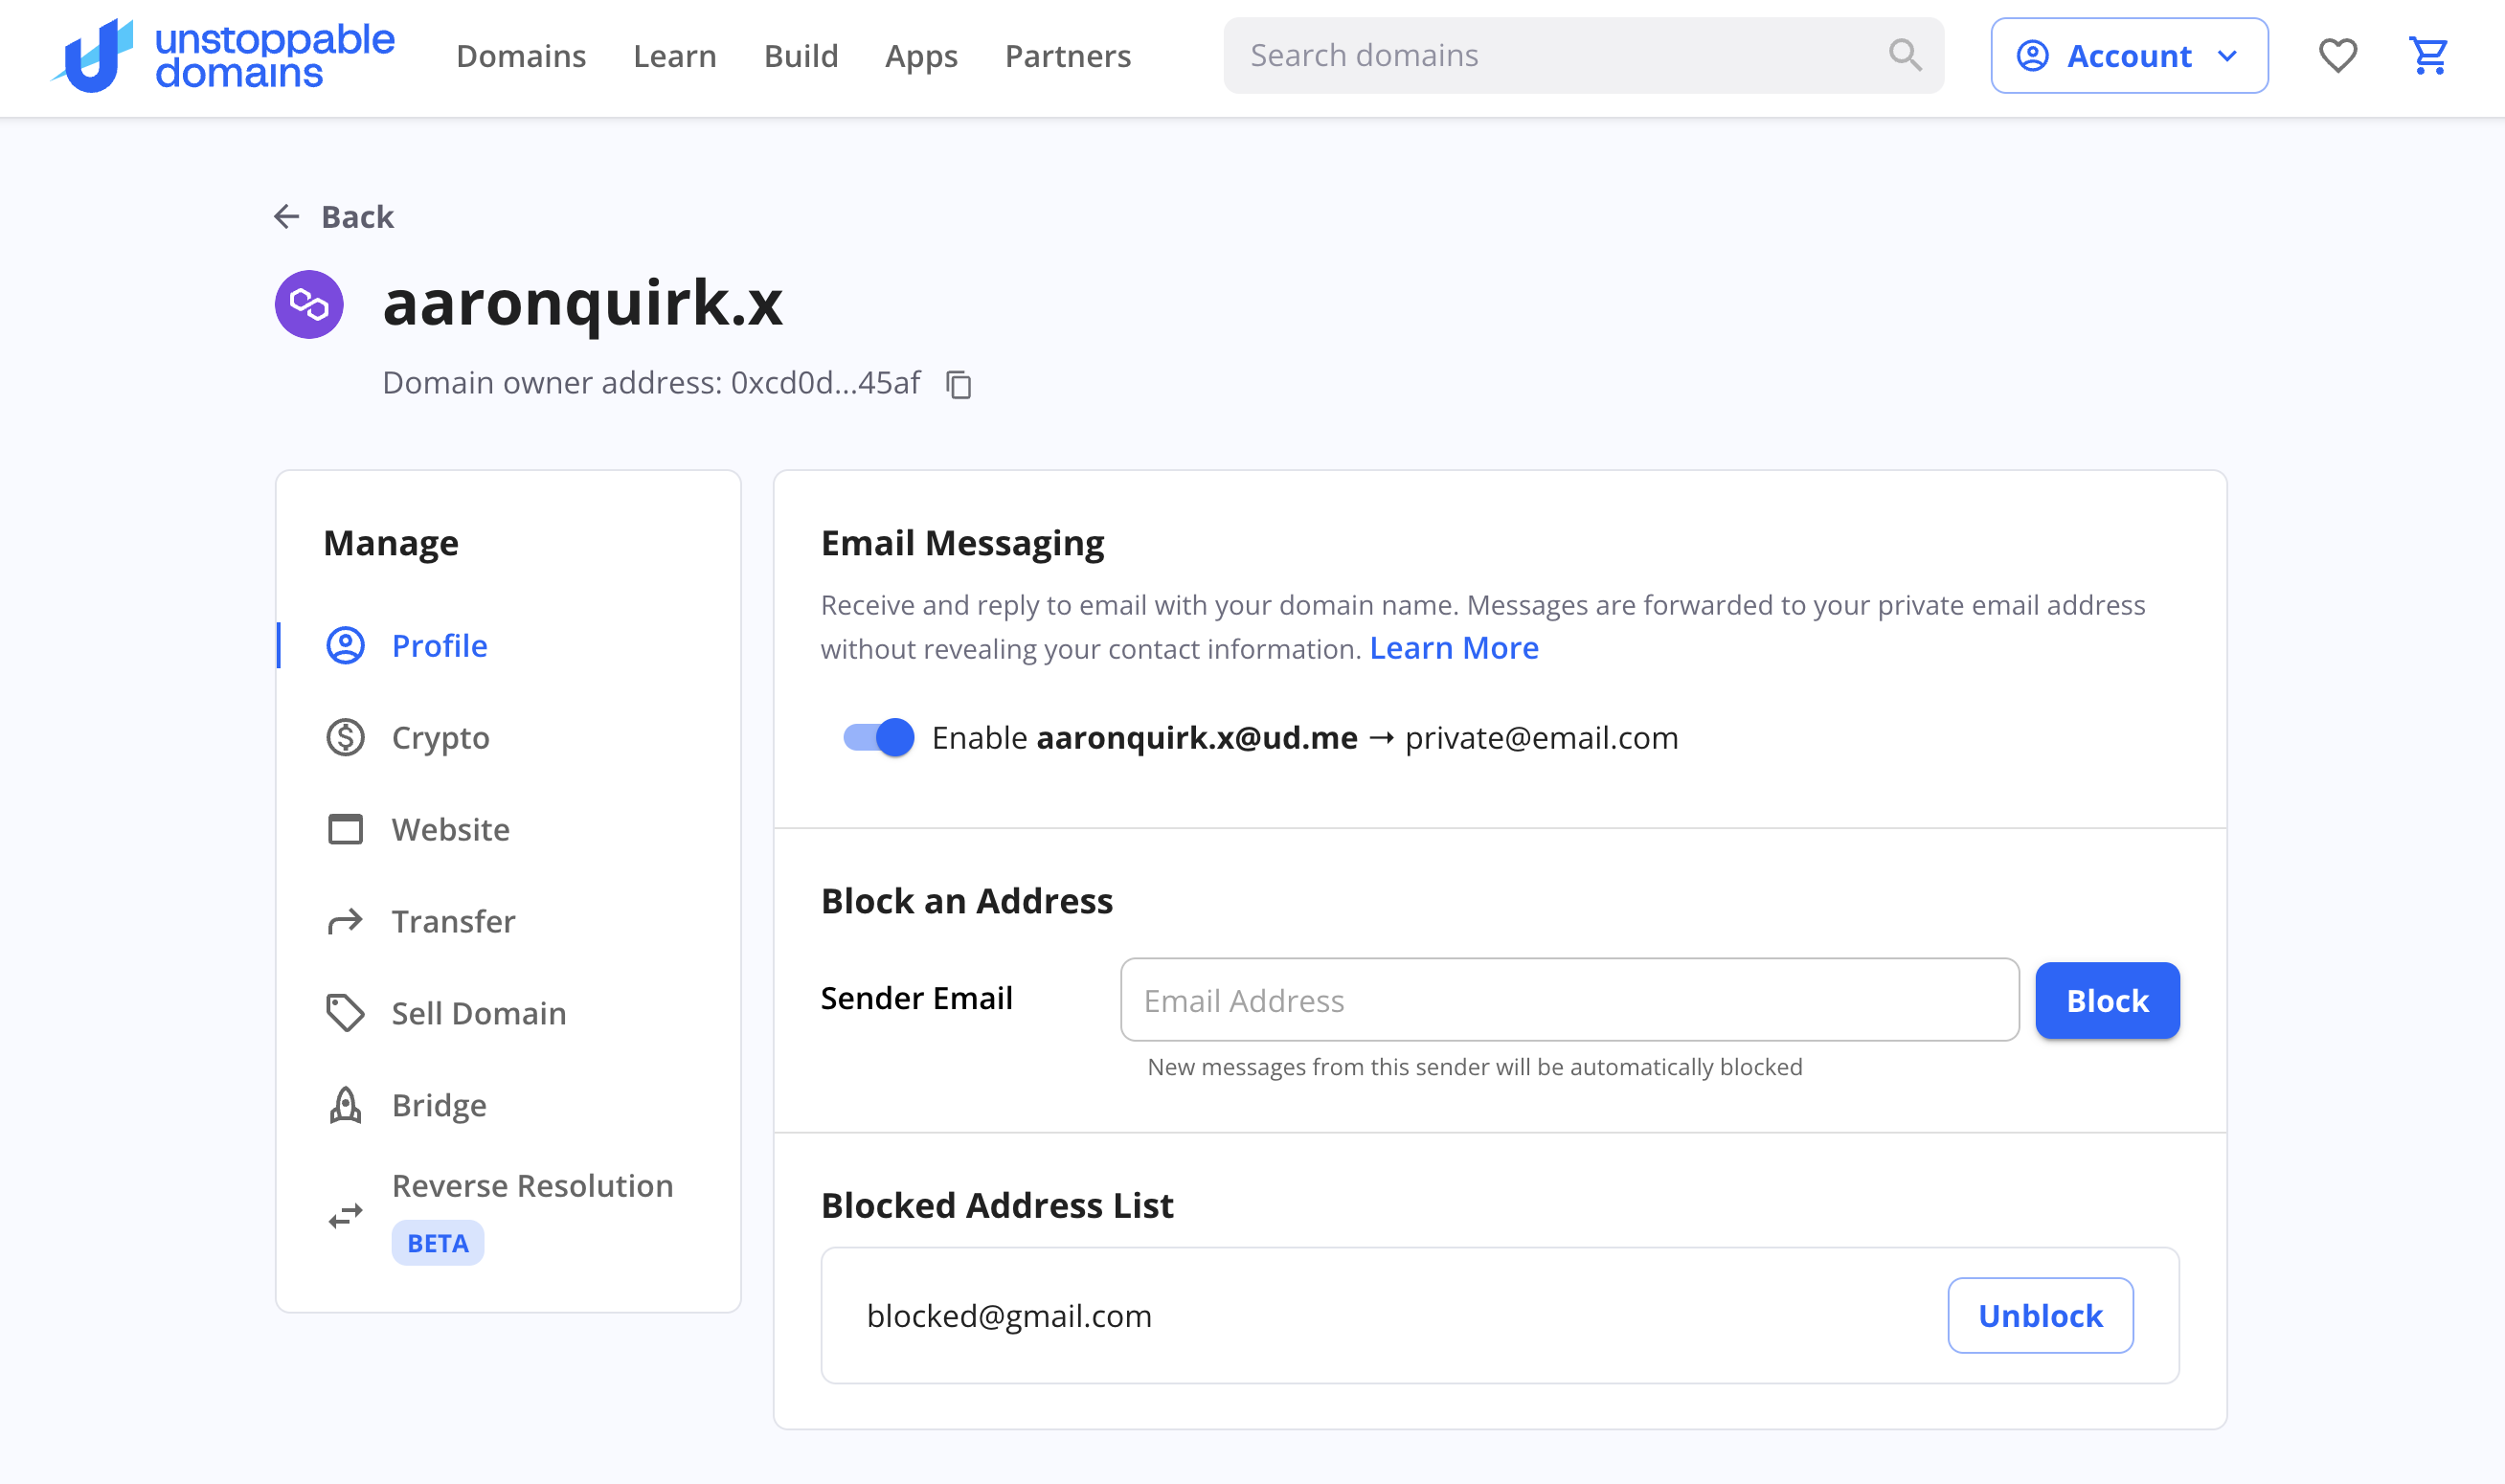 unstoppable
domains
Domains
Learn
Build
Apps
Partners
Search domains
Account
Back
aaronquirk.x
Domain owner address: 0xcd0d...45af
Manage
Profile
Crypto
Website
Transfer
Sell Domain
Bridge
Reverse Resolution
BETA
Email Messaging
Receive and reply to email with your domain name. Messages are forwarded to your private email address
without revealing your contact information. Learn More
Enable aaronquirk.x@ud.me → private@email.com
Block an Address
Sender Email
Email Address
Block
New messages from this sender will be automatically blocked
Blocked Address List
blocked@gmail.com
Unblock